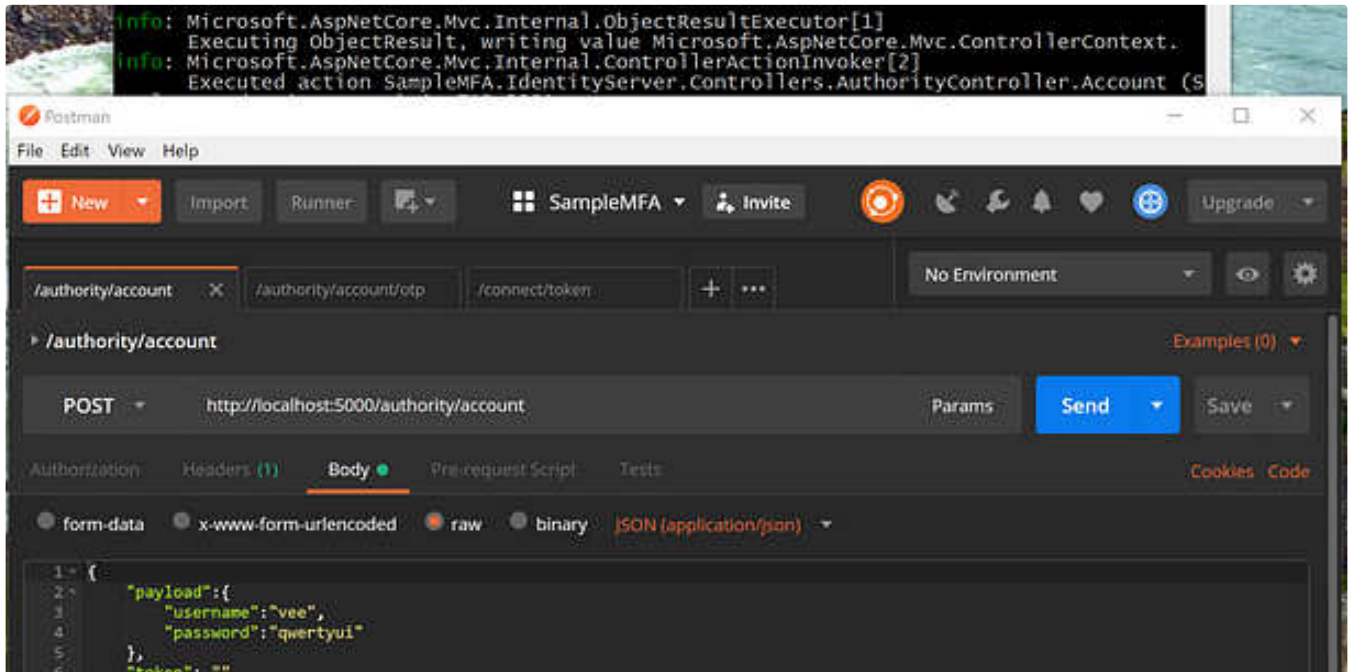 info: Microsoft.AspNetCore.Mvc.Internal.ObjectResultExecutor[1]
Executing ObjectResult, writing value Microsoft.AspNetCore.Mvc.ControllerContext.
info: Microsoft.AspNetCore.Mvc.Internal.ControllerActionInvoker[2]
Executed action SampleMFA.IdentityServer.Controllers.AuthorityController.Account (S
Postman
File Edit View Help
New Import Runner SampleMFA Invite Upgrade
/authority/account /authority/account/otp /connect/token No Environment
/authority/account Examples (0)
POST http://localhost:5000/authority/account Params Send Save
Authorization Headers (1) Body Pre-request Script Tests Cookies Code
form-data x-www-form-urlencoded raw binary JSON (application/json)
1 {
2 "payload":{
3 "username":"vee",
4 "password":"qwertyui"
5 },
6 "token": ""